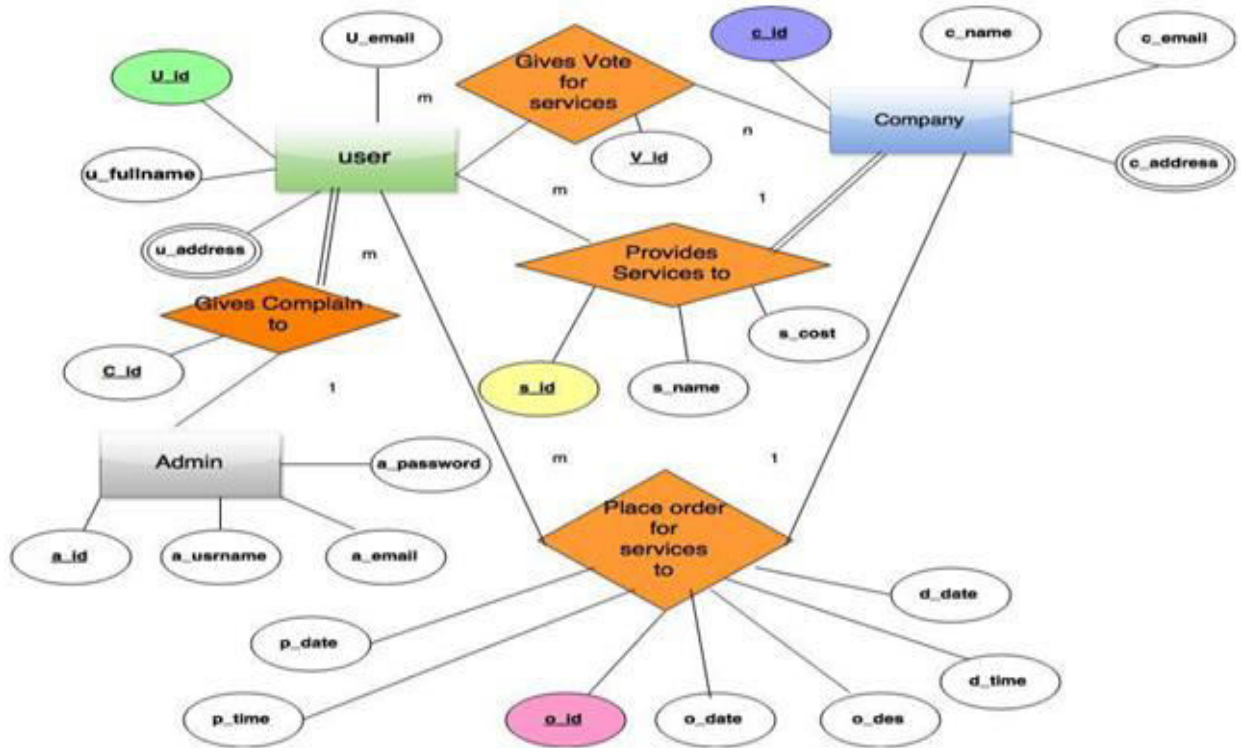 U_email
c_id
c_name
c_email
U_id
Gives Vote
for
services
m
n
Company
user
V_id
u_fullname
c_address
m
1
u_address
m
Provides
Services to
Gives Complain
to
s_cost
C_id
1
s_id
s_name
Admin
a_password
m
1
Place order
for
services
to
a_id
a_usrname
a_email
d_date
p_date
d_time
p_time
o_id
o_date
o_des